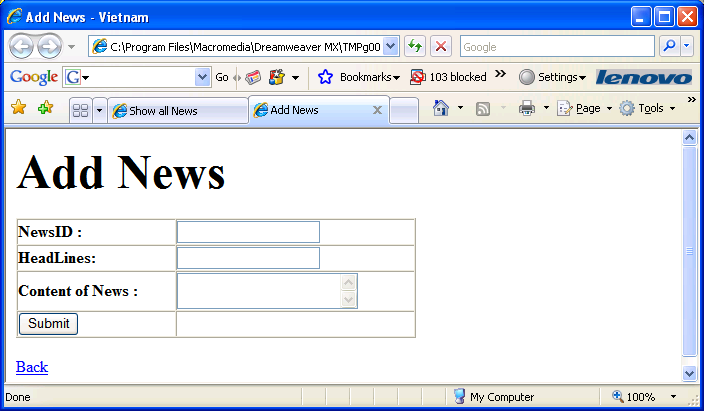 Add News - Vietnam
C:\Program Files\Macromedia\Dreamweaver MX\TMPg00
Google
Google G Go Bookmarks 103 blocked » Settings lenovo
Show all News Add News Page Tools »
Add News
NewsID :
HeadLines:
Content of News :
Submit
Back
Done My Computer 100%